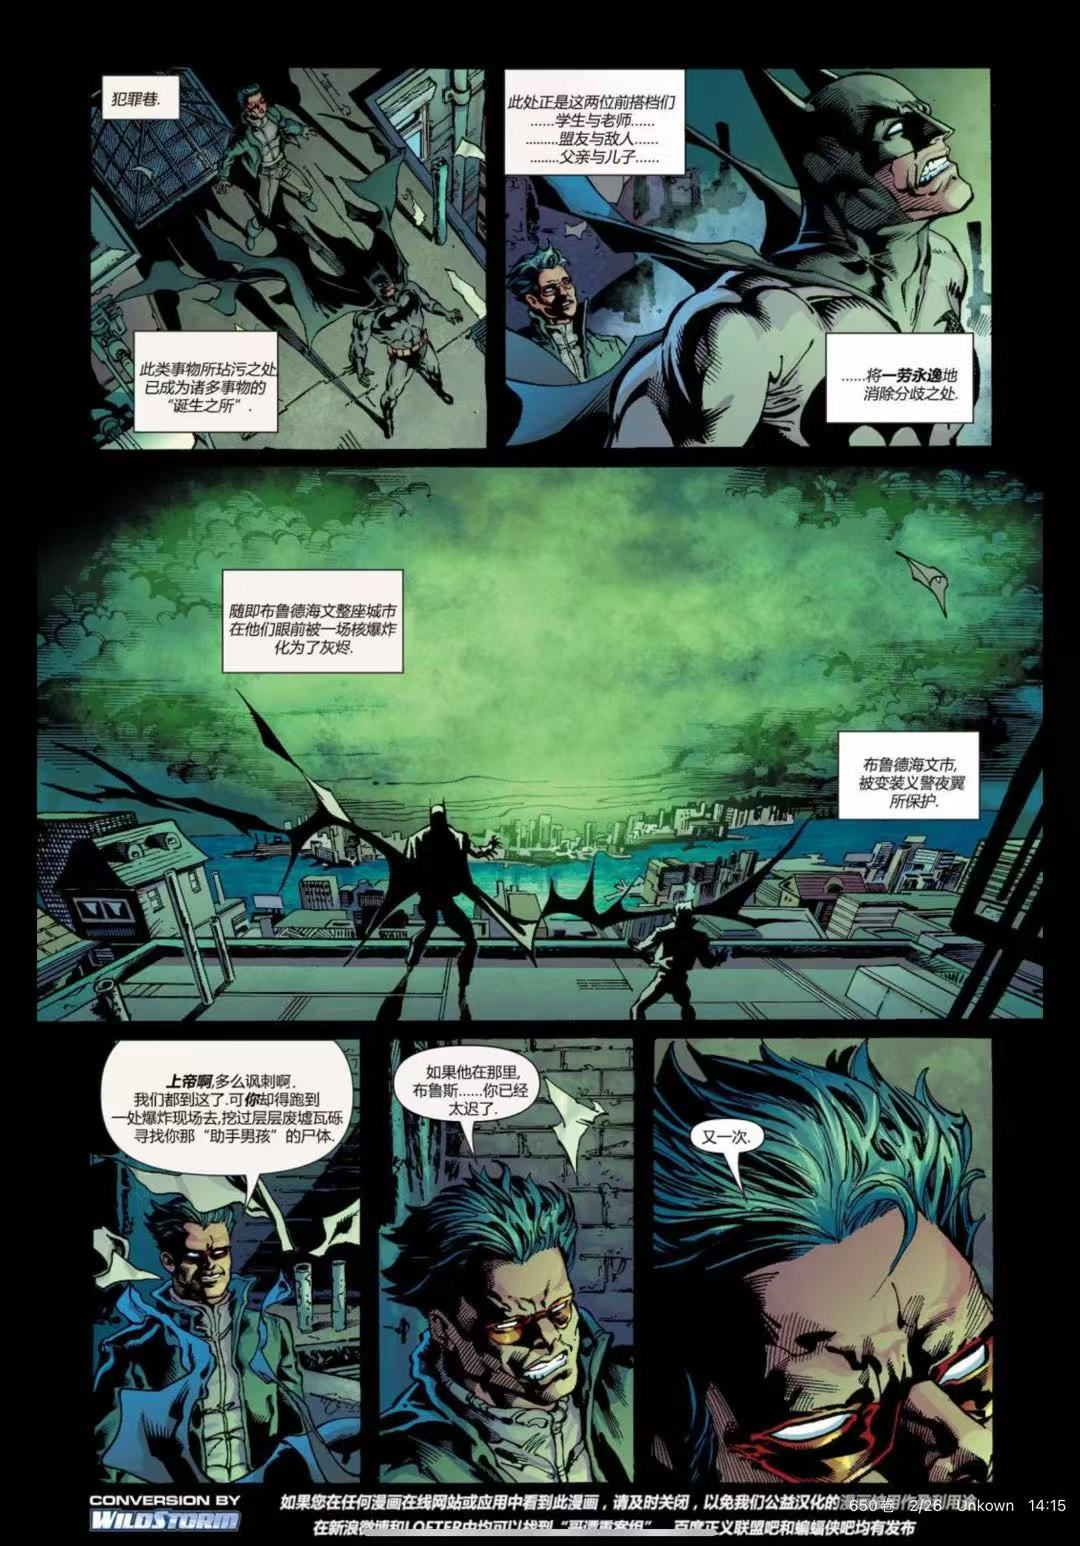 犯罪巷.
此类事物所玷污之处
已成为诸多事物的
“诞生之所”.
此处正是这两位前搭档们
……学生与老师……
………盟友与敌人……
……..父亲与儿子……
……将一劳永逸地
消除分歧之处.
随即布鲁德海文整座城市
在他们眼前被一场核爆炸
化为了灰烬.
布鲁德海文市,
被变装义警夜翼
所保护.
上帝啊,多么讽刺啊.
我们都到这了.可你却得跑到
一处爆炸现场去,挖过层层废墟瓦砾
寻找你那“助手男孩”的尸体.
如果他在那里,
布鲁斯……你已经
太迟了.
又一次.
CONVERSION BY
WILDSTORM
如果您在任何漫画在线网站或应用中看到此漫画，请及时关闭，以免我们公益汉化的
650卷 2/26 Unkown 14:15
在新浪微博和LOFTER中均可以找到“哥谭重案组”，百度正义联盟吧和蝙蝠侠吧均有发布